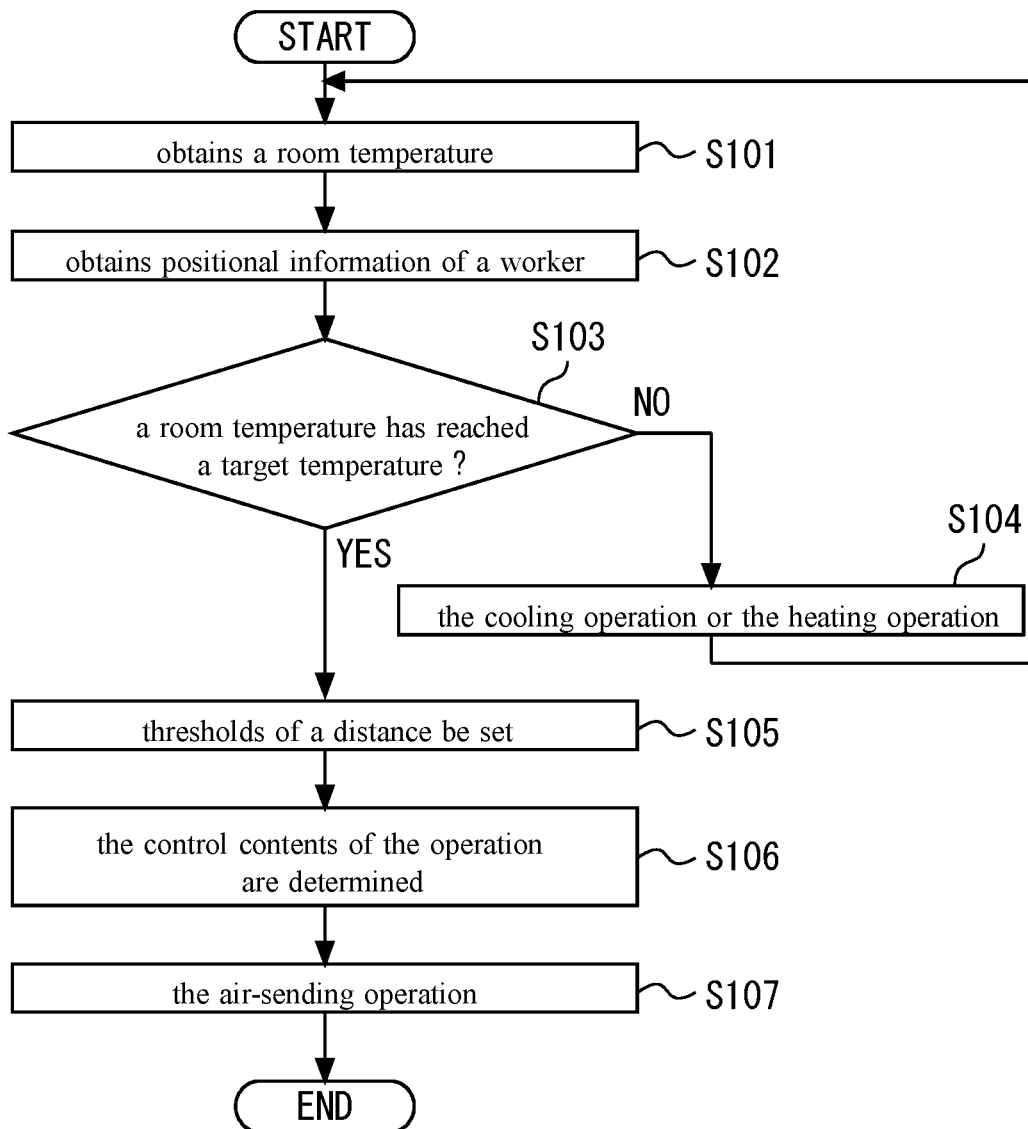 START
obtains a room temperature
S101
obtains positional information of a worker
S102
S103
a room temperature has reached
a target temperature ?
NO
YES
S104
the cooling operation or the heating operation
thresholds of a distance be set
S105
the control contents of the operation
are determined
S106
the air-sending operation
S107
END